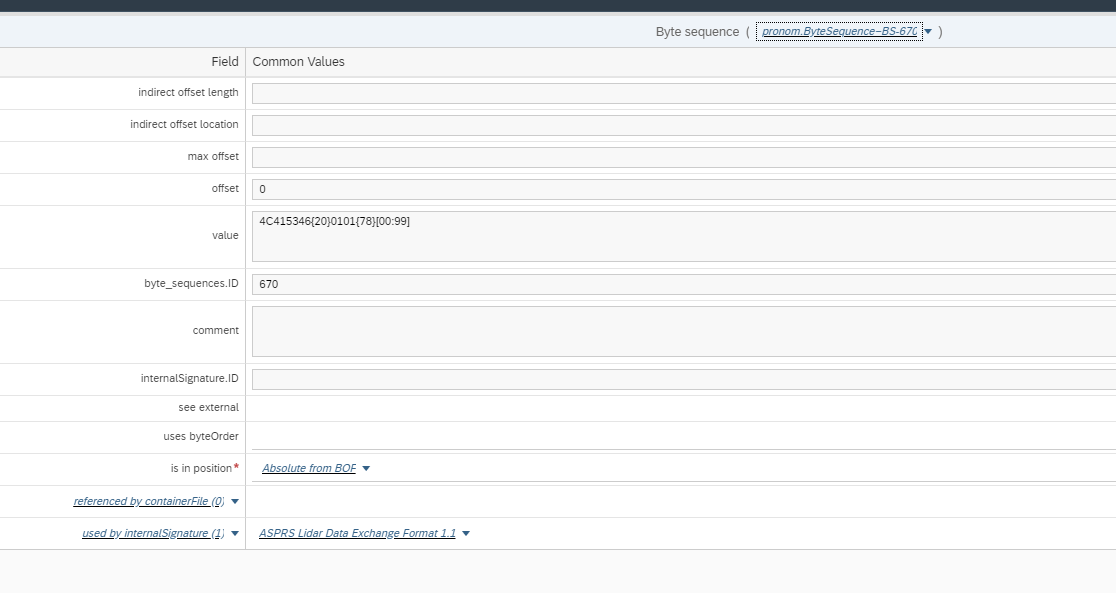 Byte sequence ( pronom.ByteSequence–BS-670 )
Field Common Values
indirect offset length
indirect offset location
max offset
offset 0
value 4C415346{20}0101{78}[00:99]
byte_sequences.ID 670
comment
internalSignature.ID
see external
uses byteOrder
is in position* Absolute from BOF
referenced by containerFile (0)
used by internalSignature (1) ASPRS Lidar Data Exchange Format 1.1